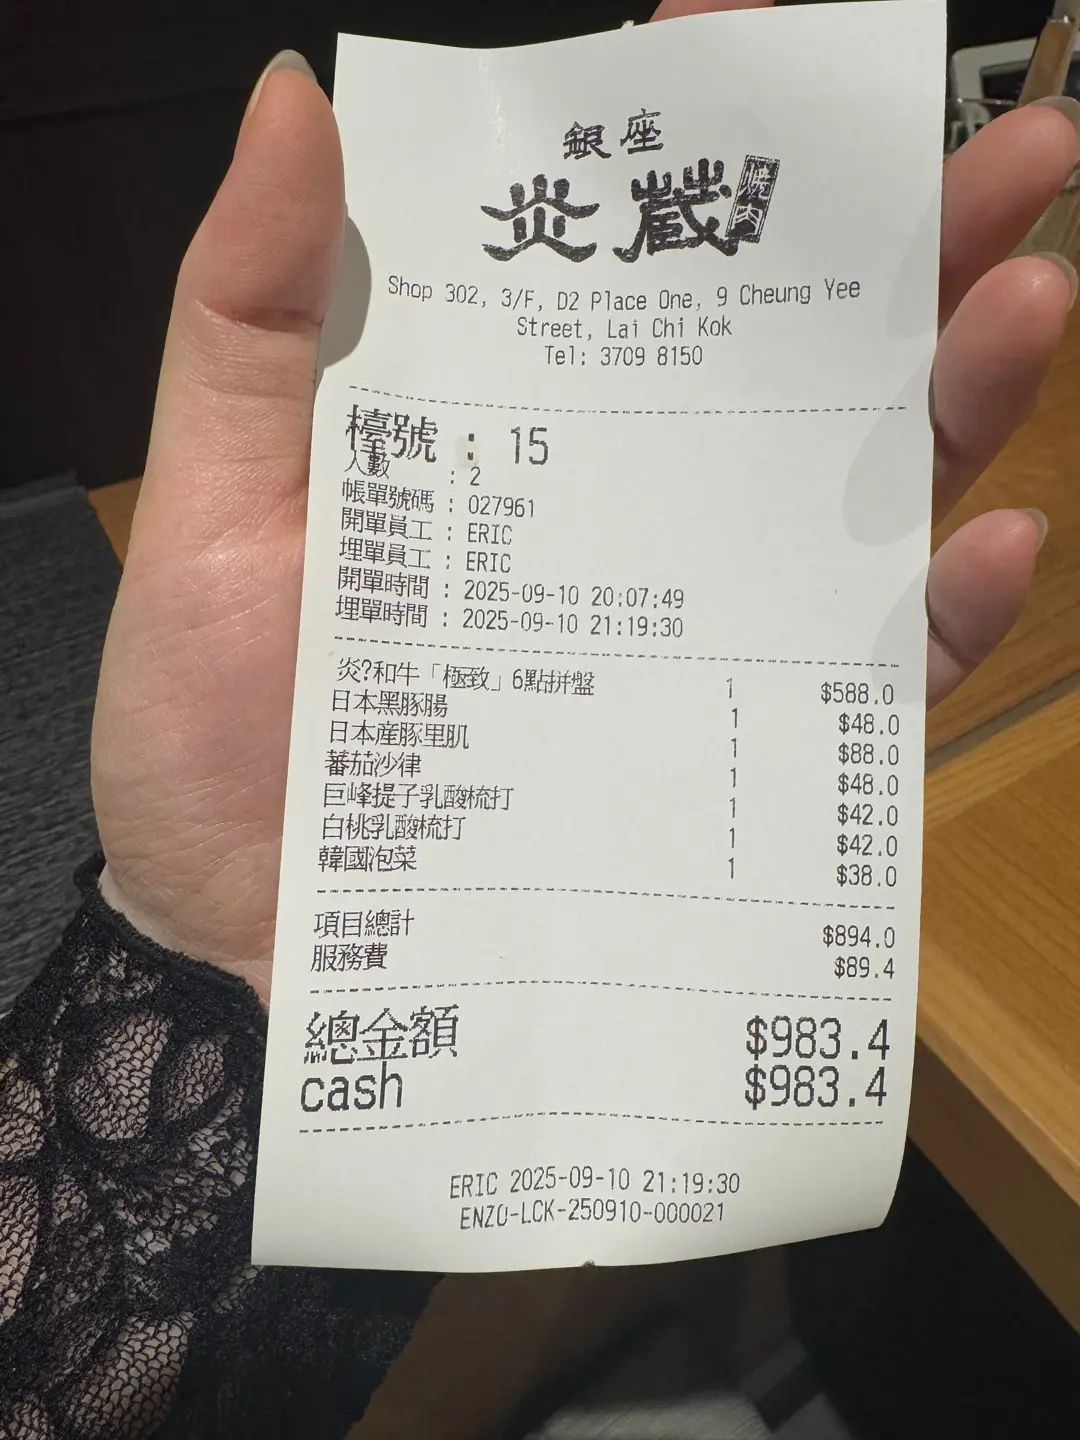 銀座
炎蔵 焼肉
Shop 302, 3/F, D2 Place One, 9 Cheung Yee
Street, Lai Chi Kok
Tel: 3709 8150
檯號 : 15
人數 : 2
帳單號碼 : 027961
開單員工 : ERIC
埋單員工 : ERIC
開單時間 : 2025-09-10 20:07:49
埋單時間 : 2025-09-10 21:19:30
炎?和牛「極致」6點拼盤 1 $588.0
日本黑豚腸 1 $48.0
日本産豚里肌 1 $88.0
蕃茄沙律 1 $48.0
巨峰提子乳酸梳打 1 $42.0
白桃乳酸梳打 1 $42.0
韓國泡菜 1 $38.0
項目總計 $894.0
服務費 $89.4
總金額 $983.4
cash $983.4
ERIC 2025-09-10 21:19:30
ENZO-LCK-250910-000021